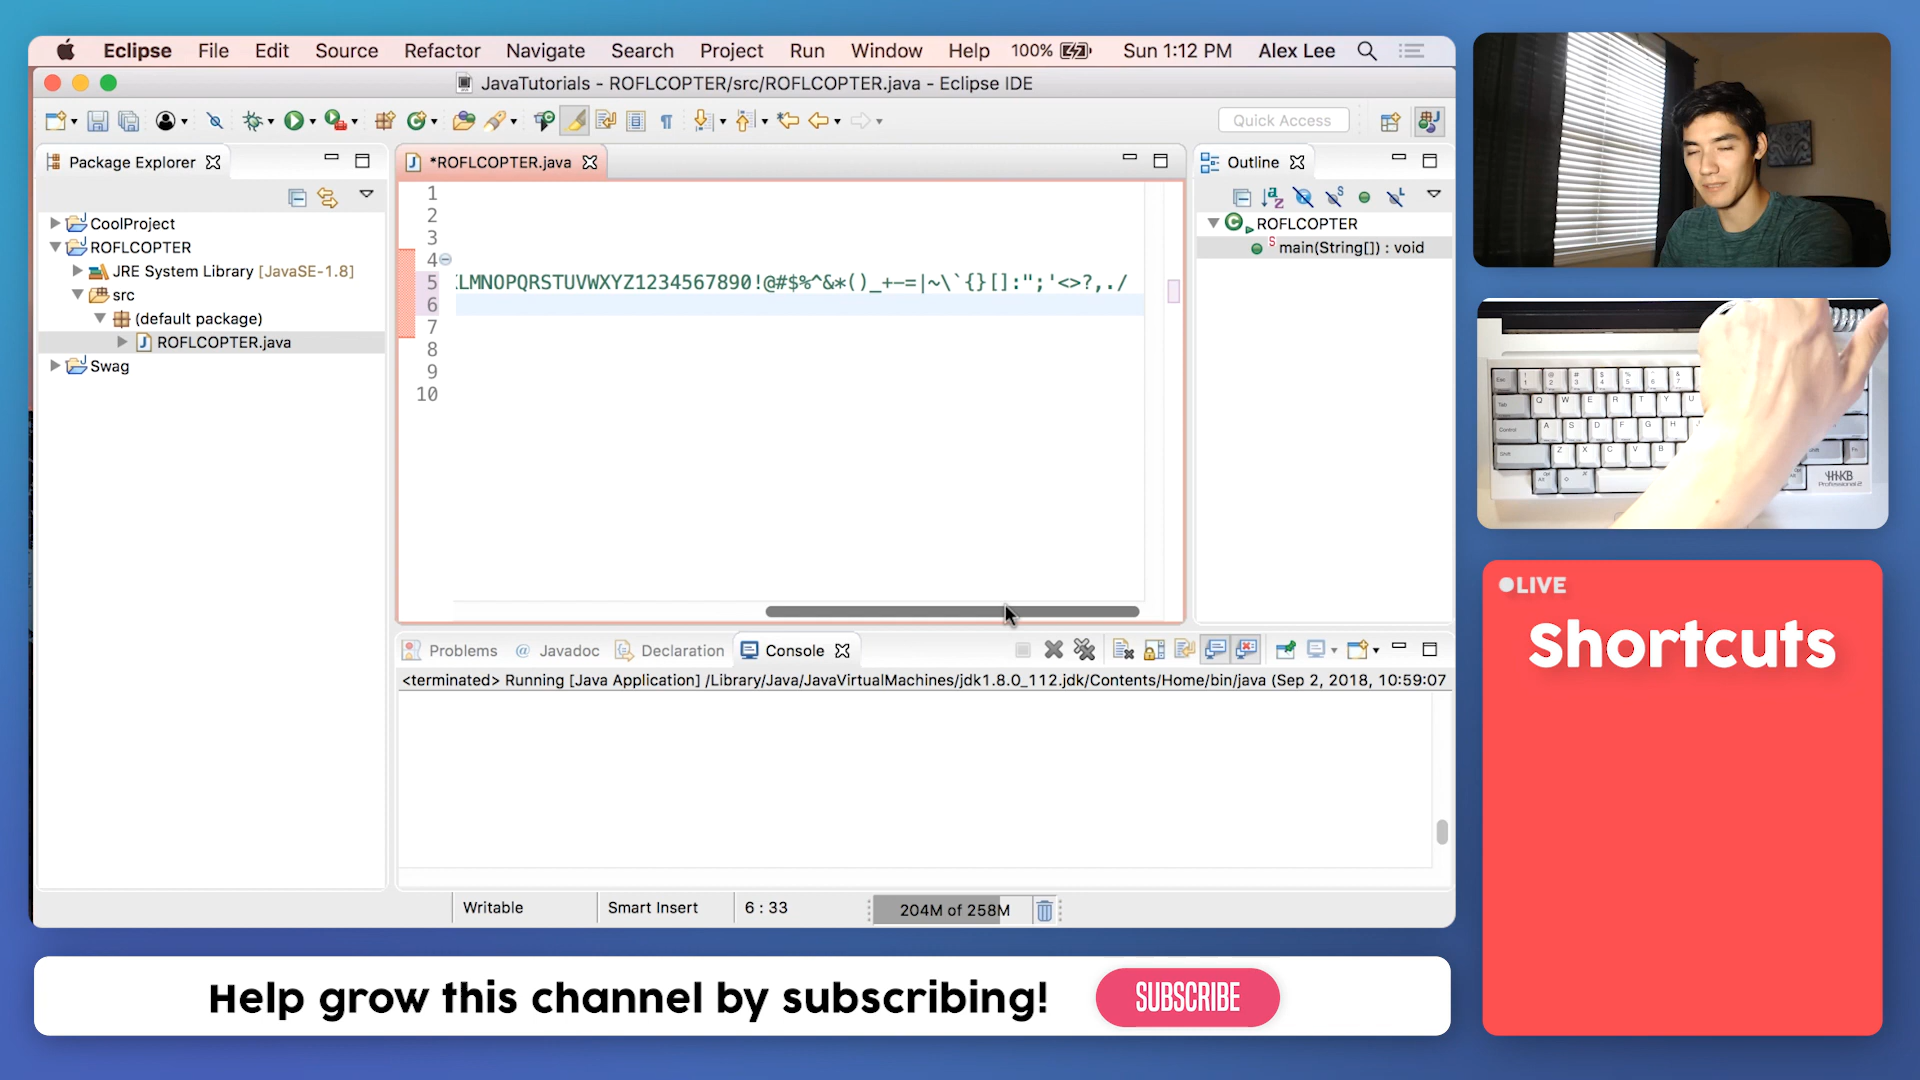 Eclipse File Edit Source Refactor Navigate Search Project Run Window Help 100% Sun 1:12 PM Alex Lee
JavaTutorials - ROFLCOPTER/src/ROFLCOPTER.java - Eclipse IDE
Quick Access
Package Explorer
*ROFLCOPTER.java
Outline
CoolProject
ROFLCOPTER
JRE System Library [JavaSE-1.8]
src
(default package)
ROFLCOPTER.java
Swag
1
2
3
4
5 LMNOPQRSTUVWXYZ1234567890!@#$%^&*()_+-=|~\`{}[]:";'<>?,./
6
7
8
9
10
ROFLCOPTER
main(String[]) : void
Problems Javadoc Declaration Console
<terminated> Running [Java Application] /Library/Java/JavaVirtualMachines/jdk1.8.0_112.jdk/Contents/Home/bin/java (Sep 2, 2018, 10:59:07
Writable Smart Insert 6 : 33 204M of 258M
Help grow this channel by subscribing!
SUBSCRIBE
LIVE
Shortcuts
Q W E R T Y U
A S D F G H
Z X C V B
HHKB
Professional 2